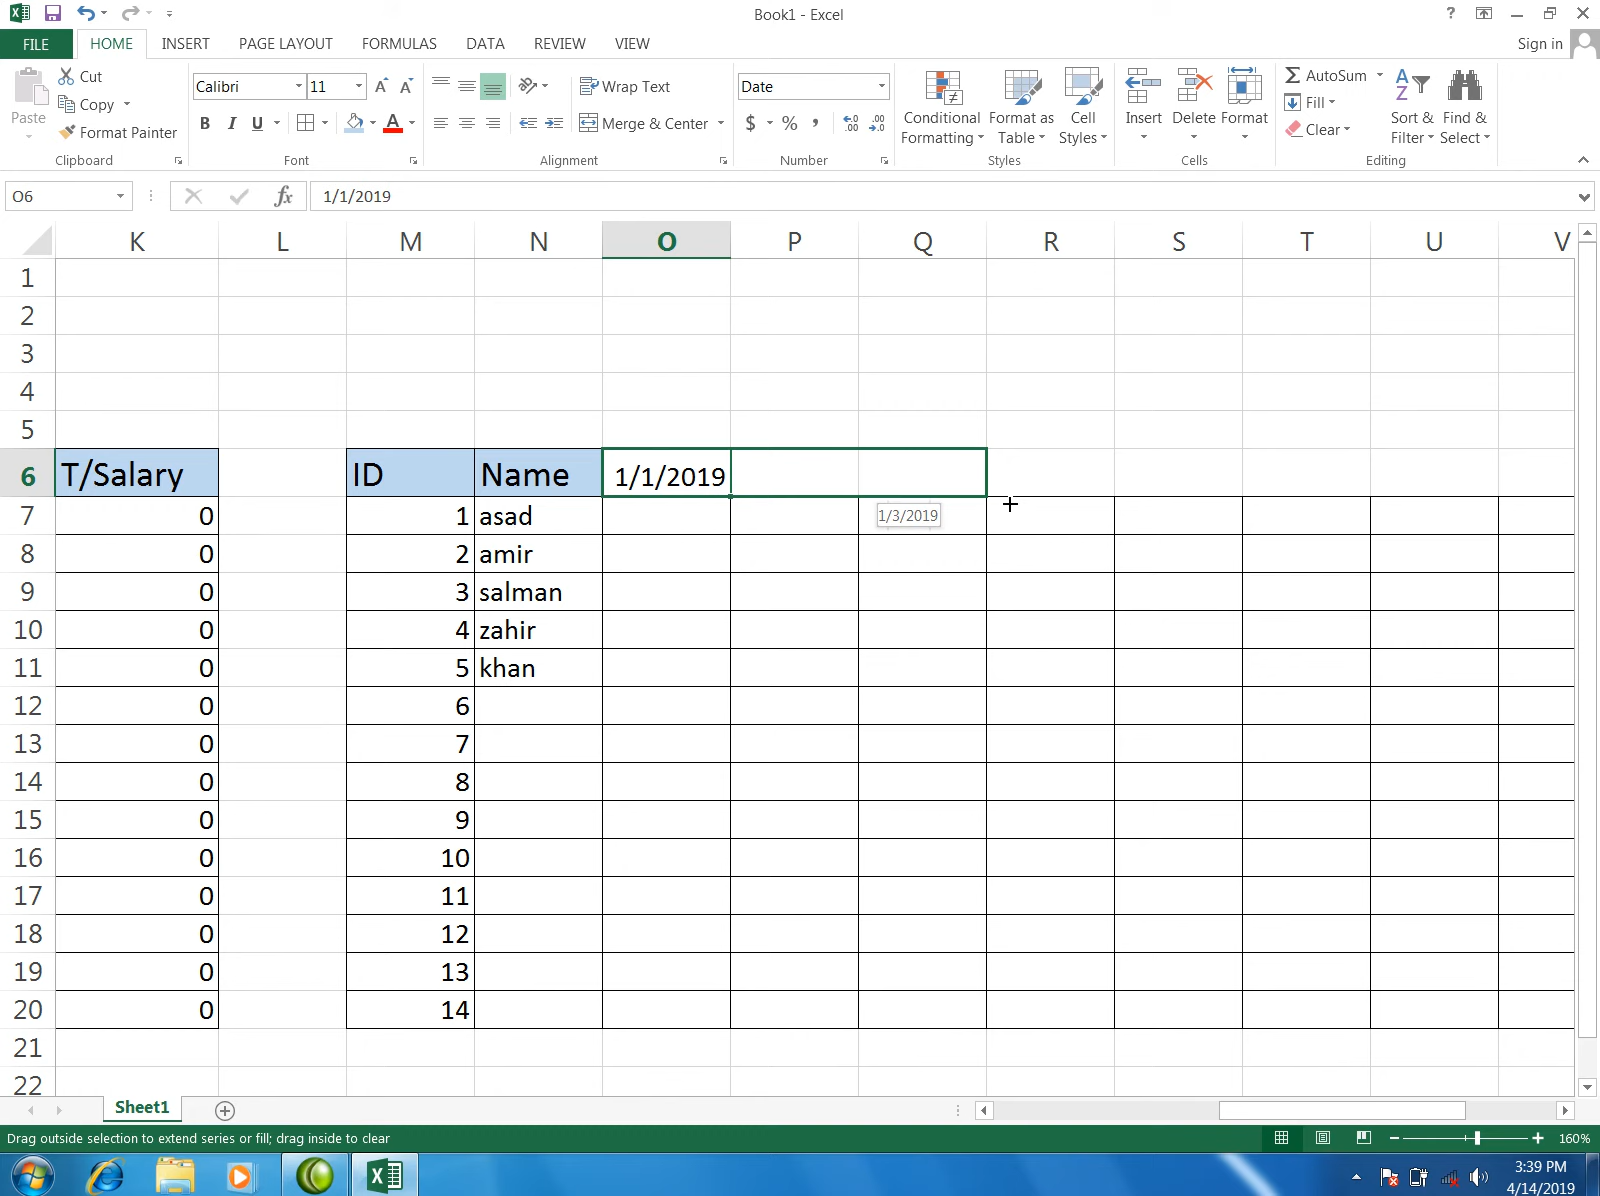 Book1 - Excel
?
FILE HOME INSERT PAGE LAYOUT FORMULAS DATA REVIEW VIEW Sign in
Paste
Cut
Copy
Format Painter
Clipboard
Calibri 11
B I U
Font
Wrap Text
Merge & Center
Alignment
Date
$ % ,
Number
Conditional Formatting
Format as Table
Cell Styles
Styles
Insert Delete Format
Cells
AutoSum
Fill
Clear
Sort & Filter
Find & Select
Editing
O6 fx 1/1/2019
K L M N O P Q R S T U V
1
2
3
4
5
6 T/Salary ID Name 1/1/2019
7 0 1 asad 1/3/2019
8 0 2 amir
9 0 3 salman
10 0 4 zahir
11 0 5 khan
12 0 6
13 0 7
14 0 8
15 0 9
16 0 10
17 0 11
18 0 12
19 0 13
20 0 14
21
22
Sheet1
Drag outside selection to extend series or fill; drag inside to clear 160%
3:39 PM
4/14/2019